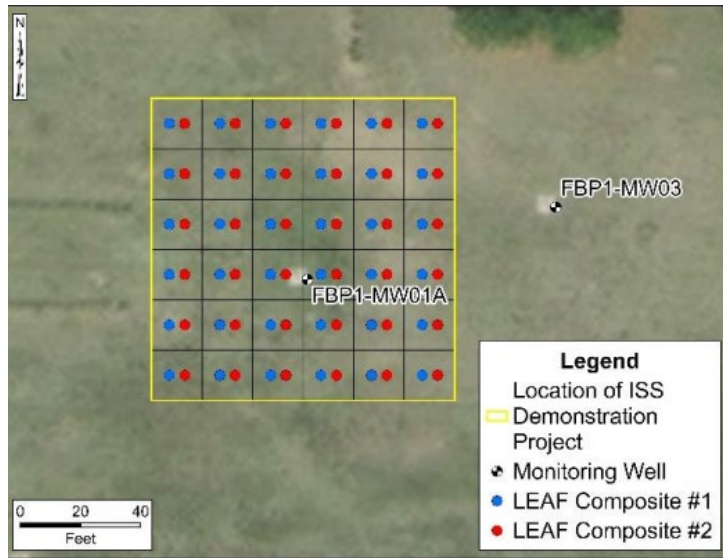 N
FBP1-MW03
FBP1-MW01A
Legend
Location of ISS
Demonstration
Project
Monitoring Well
LEAF Composite #1
LEAF Composite #2
0 20 40
Feet